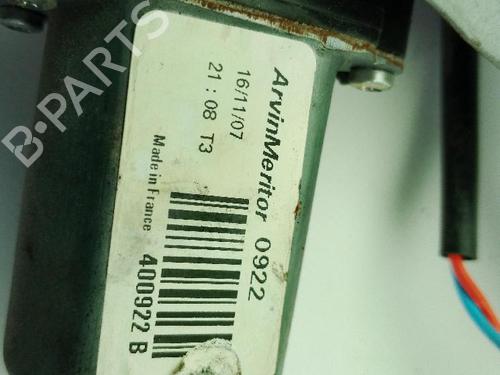 ArvinMeritor 0922
16/11/07
21:08 T3
Made in France
400922 B
B-PARTS